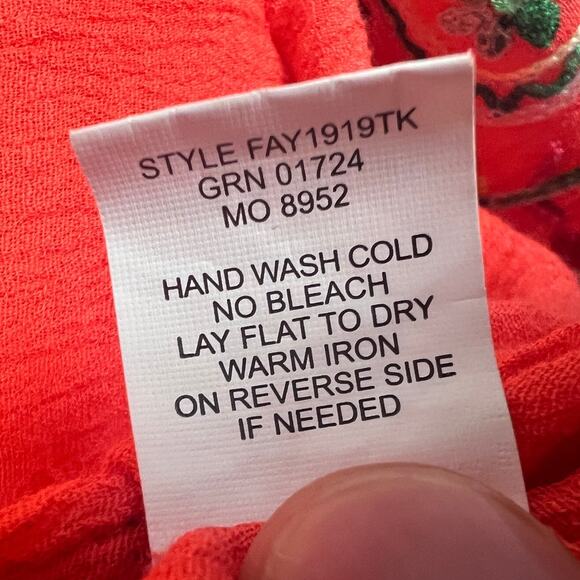 STYLE FAY1919TK
GRN 01724
MO 8952
HAND WASH COLD
NO BLEACH
LAY FLAT TO DRY
WARM IRON
ON REVERSE SIDE
IF NEEDED